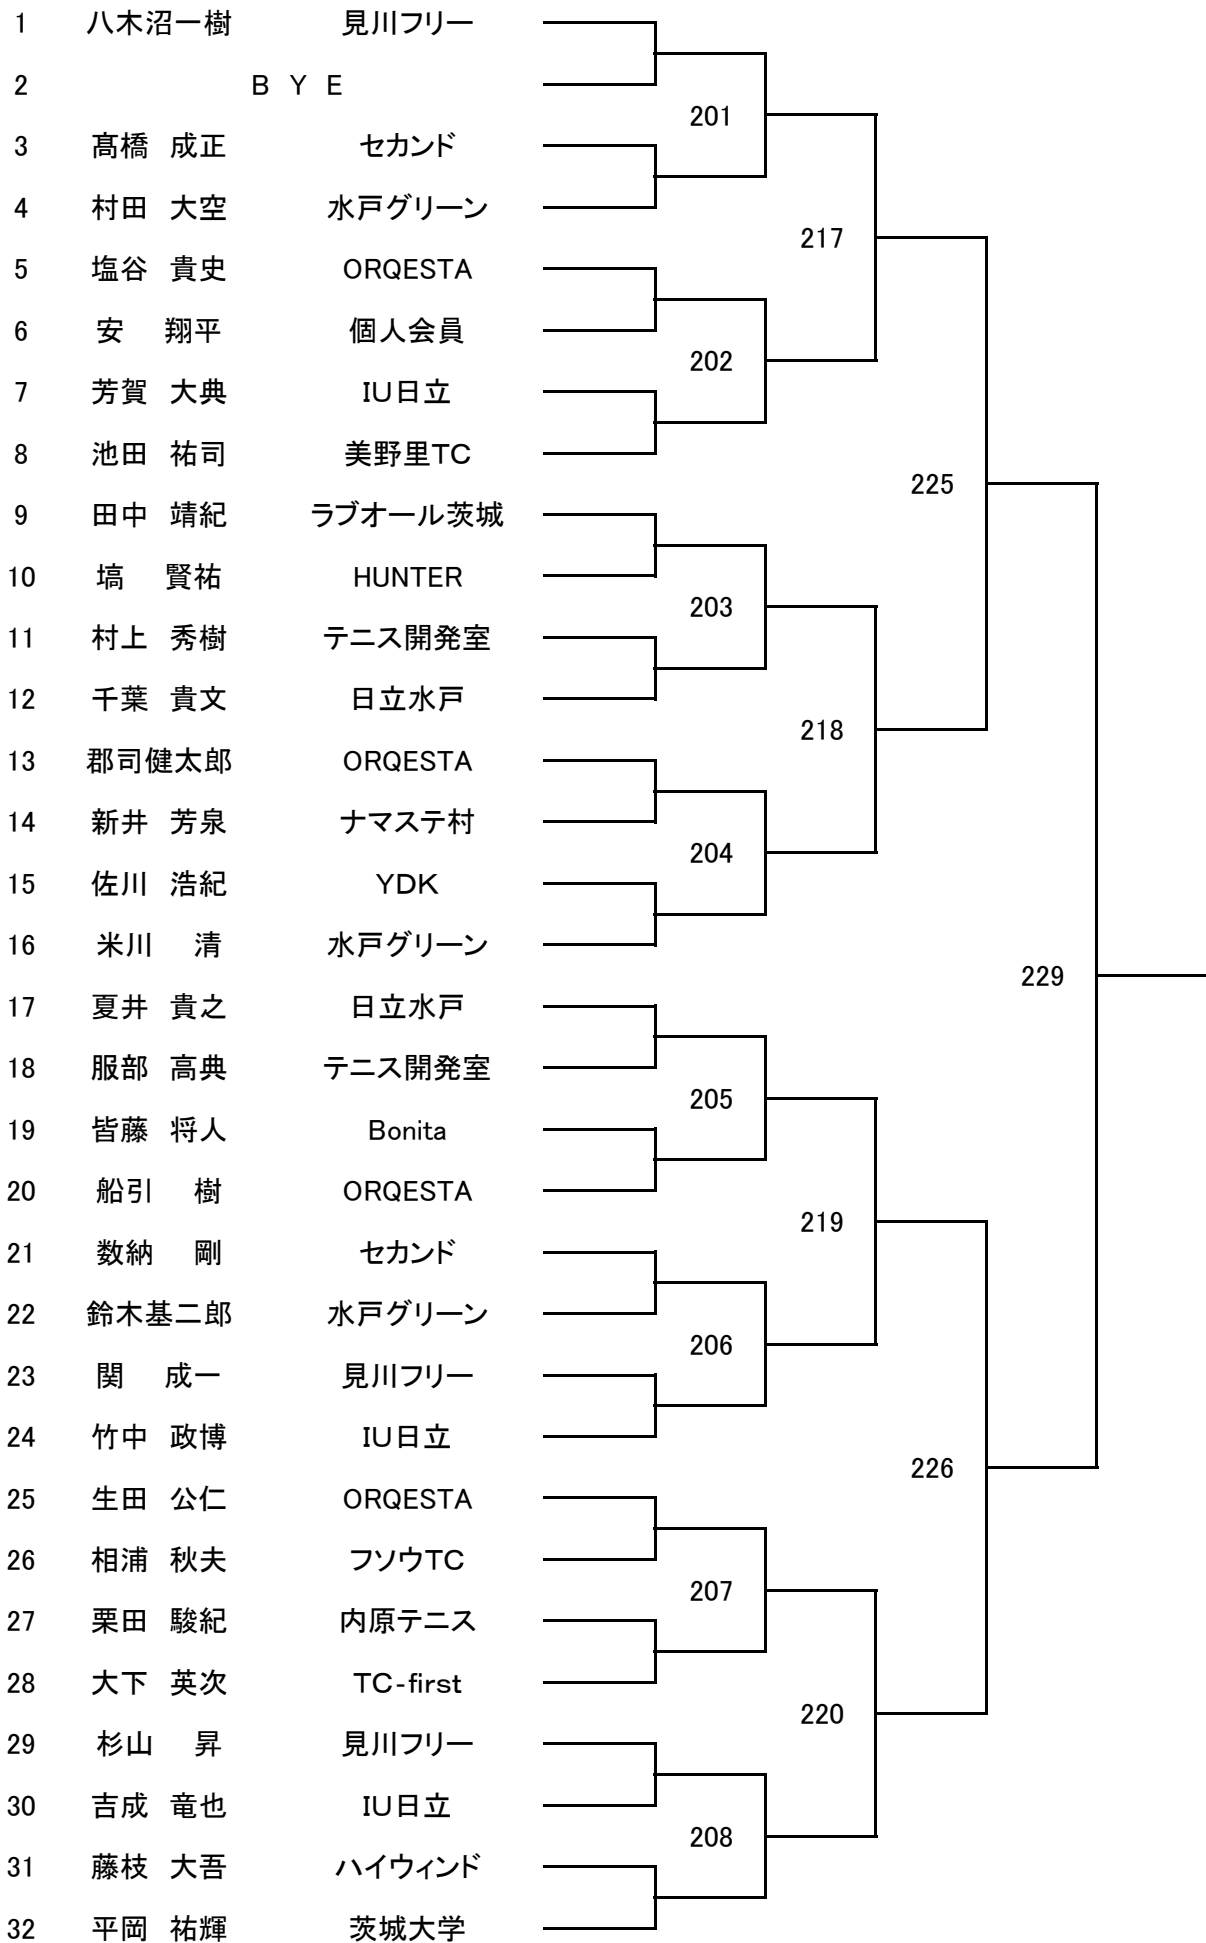 1 八木沼一樹 見川フリー
2 B Y E
201
3 髙橋 成正 セカンド
4 村田 大空 水戸グリーン
217
5 塩谷 貴史 ORQESTA
6 安 翔平 個人会員
202
7 芳賀 大典 IU日立
8 池田 祐司 美野里TC
225
9 田中 靖紀 ラブオール茨城
10 塙 賢祐 HUNTER
203
11 村上 秀樹 テニス開発室
12 千葉 貴文 日立水戸
218
13 郡司健太郎 ORQESTA
14 新井 芳泉 ナマステ村
204
15 佐川 浩紀 YDK
16 米川 清 水戸グリーン
229
17 夏井 貴之 日立水戸
18 服部 高典 テニス開発室
205
19 皆藤 将人 Bonita
20 船引 樹 ORQESTA
219
21 数納 剛 セカンド
22 鈴木基二郎 水戸グリーン
206
23 関 成一 見川フリー
24 竹中 政博 IU日立
226
25 生田 公仁 ORQESTA
26 相浦 秋夫 フソウTC
207
27 栗田 駿紀 内原テニス
28 大下 英次 TC-first
220
29 杉山 昇 見川フリー
30 吉成 竜也 IU日立
208
31 藤枝 大吾 ハイウィンド
32 平岡 祐輝 茨城大学